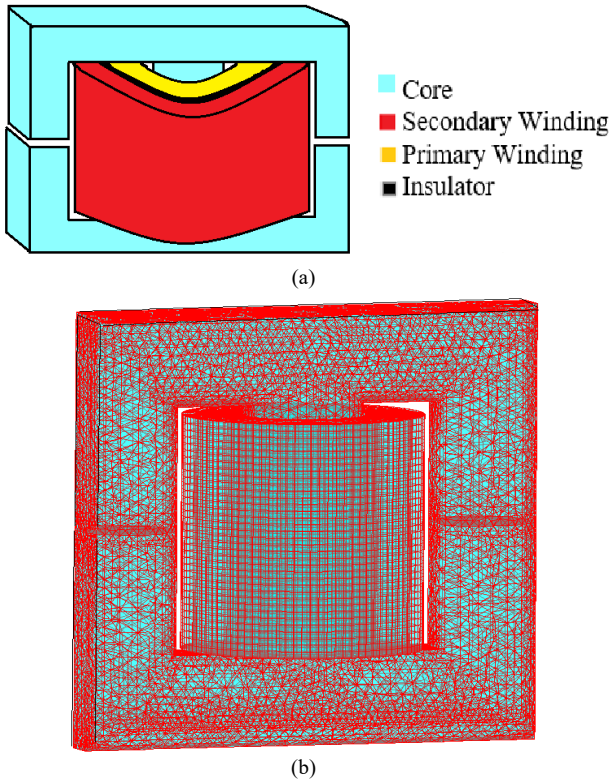 Core
Secondary Winding
Primary Winding
Insulator
(a)
(b)